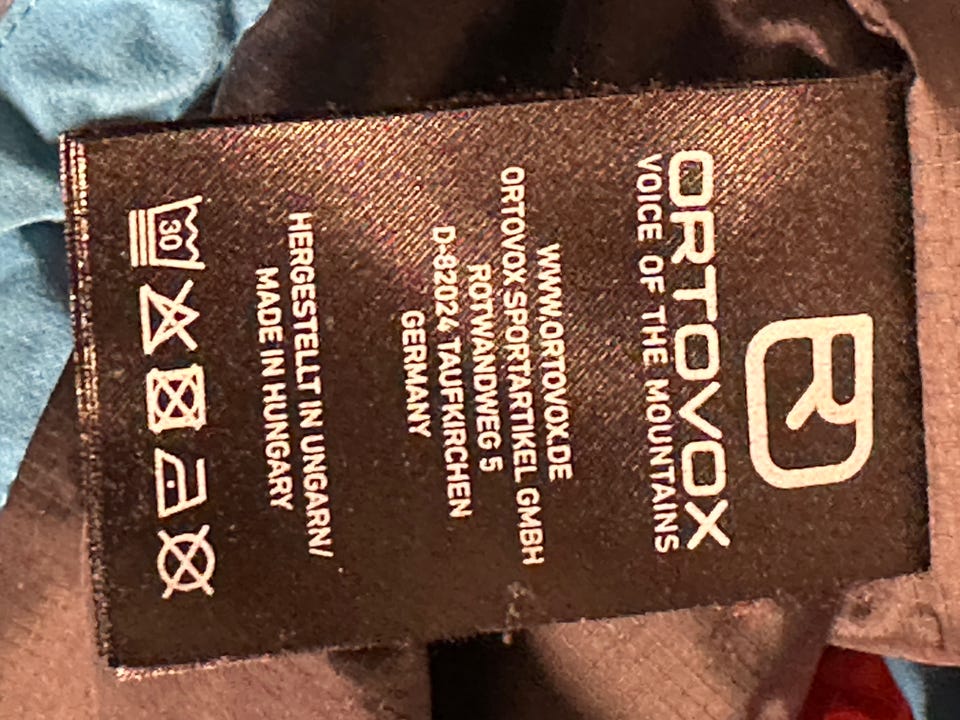 ORTOVOX
VOICE OF THE MOUNTAINS
WWW.ORTOVOX.DE
ORTOVOX SPORTARTIKEL GMBH
ROTWANDWEG 5
D-82024 TAUFKIRCHEN
GERMANY
HERGESTELLT IN UNGARN/
MADE IN HUNGARY
30